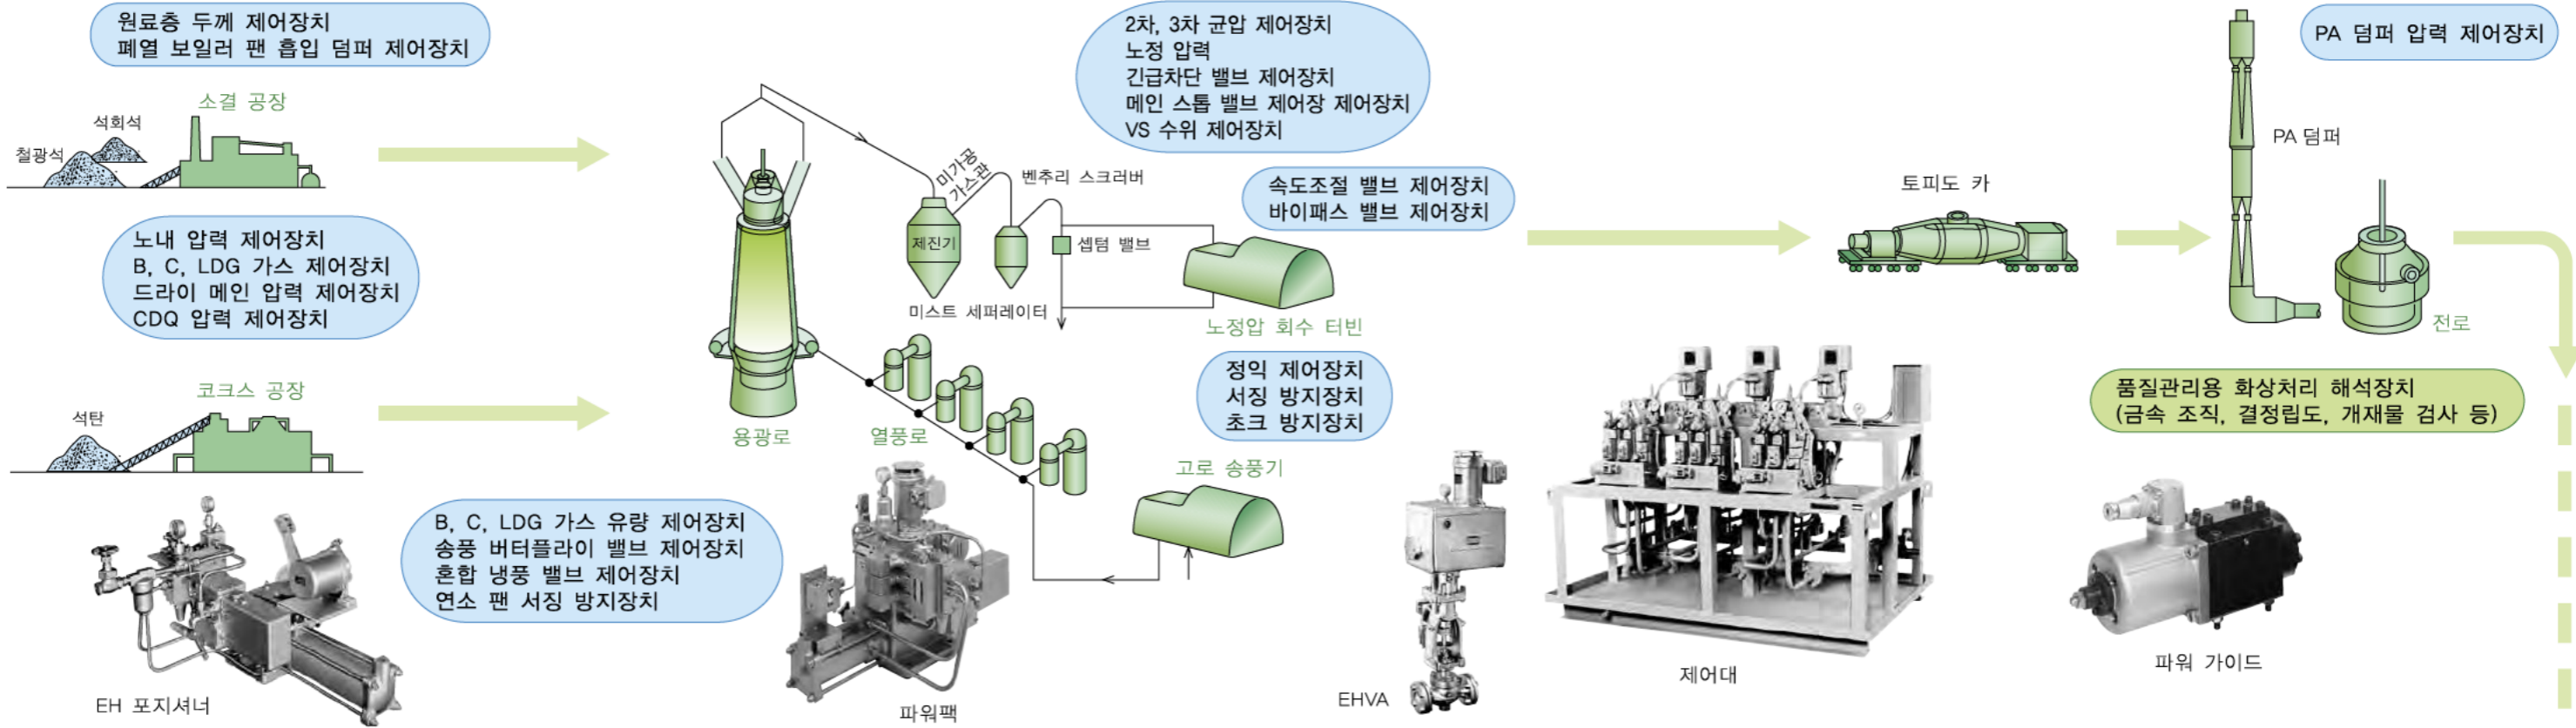 원료층 두께 제어장치
폐열 보일러 팬 흡입 덤퍼 제어장치
소결 공장
석회석
철광석
노내 압력 제어장치
B, C, LDG 가스 제어장치
드라이 메인 압력 제어장치
CDQ 압력 제어장치
코크스 공장
석탄
EH 포지셔너
B, C, LDG 가스 유량 제어장치
송풍 버터플라이 밸브 제어장치
혼합 냉풍 밸브 제어장치
연소 팬 서징 방지장치
용광로
열풍로
파워팩
2차, 3차 균압 제어장치
노정 압력
긴급차단 밸브 제어장치
메인 스톱 밸브 제어장 제어장치
VS 수위 제어장치
미가공
가스관
벤추리 스크러버
제진기
셉텀 밸브
미스트 세퍼레이터
속도조절 밸브 제어장치
바이패스 밸브 제어장치
노정압 회수 터빈
정익 제어장치
서징 방지장치
초크 방지장치
고로 송풍기
EHVA
제어대
토피도 카
PA 덤퍼 압력 제어장치
PA 덤퍼
전로
품질관리용 화상처리 해석장치
(금속 조직, 결정립도, 개재물 검사 등)
파워 가이드